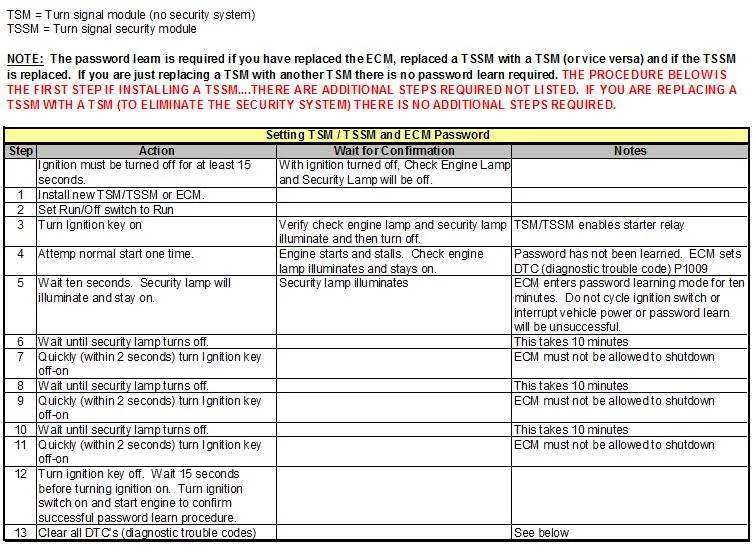 TSM = Turn signal module (no security system)
TSSM = Turn signal security module
NOTE: The password learn is required if you have replaced the ECM, replaced a TSSM with a TSM (or vice versa) and if the TSSM
is replaced. If you are just replacing a TSM with another TSM there is no password learn required. THE PROCEDURE BELOW IS
THE FIRST STEP IF INSTALLING A TSSM....THERE ARE ADDITIONAL STEPS REQUIRED NOT LISTED. IF YOU ARE REPLACING A
TSSM WITH A TSM (TO ELIMINATE THE SECURITY SYSTEM) THERE IS NO ADDITIONAL STEPS REQUIRED.
Setting TSM / TSSM and ECM Password
Step Action Wait for Confirmation Notes
Ignition must be turned off for at least 15
seconds.
With ignition turned off, Check Engine Lamp
and Security Lamp will be off.
1 Install new TSM/TSSM or ECM.
2 Set Run/Off switch to Run
3 Turn Ignition key on
Verify check engine lamp and security lamp
illuminate and then turn off.
TSM/TSSM enables starter relay
4 Attemp normal start one time.
Engine starts and stalls. Check engine
lamp illuminates and stays on.
Password has not been learned. ECM sets
DTC (diagnostic trouble code) P1009
5 Wait ten seconds. Security lamp will
illuminate and stay on.
Security lamp illuminates
ECM enters password learning mode for ten
minutes. Do not cycle ignition switch or
interrupt vehicle power or password learn
will be unsuccessful.
6 Wait until security lamp turns off. This takes 10 minutes
7 Quickly (within 2 seconds) turn Ignition key
off-on
ECM must not be allowed to shutdown
8 Wait until security lamp turns off. This takes 10 minutes
9 Quickly (within 2 seconds) turn Ignition key
off-on
ECM must not be allowed to shutdown
10 Wait until security lamp turns off. This takes 10 minutes
11 Quickly (within 2 seconds) turn Ignition key
off-on
ECM must not be allowed to shutdown
12 Turn ignition key off. Wait 15 seconds
before turning ignition on. Turn ignition
switch on and start engine to confirm
successful password learn procedure.
13 Clear all DTC's (diagnostic trouble codes) See below